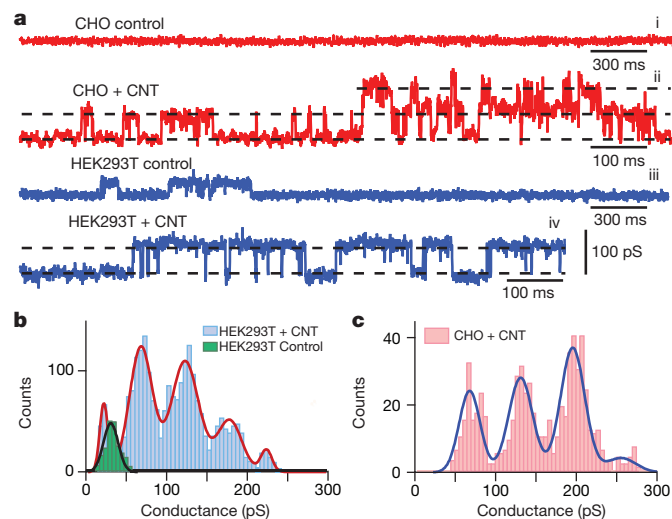 a
CHO control
i
300 ms
CHO + CNT
ii
100 ms
HEK293T control
iii
300 ms
HEK293T + CNT
iv
100 pS
100 ms
b
HEK293T + CNT
HEK293T Control
100
0
Counts
0 100 200 300
Conductance (pS)
c
CHO + CNT
40
20
0
Counts
0 100 200 300
Conductance (pS)